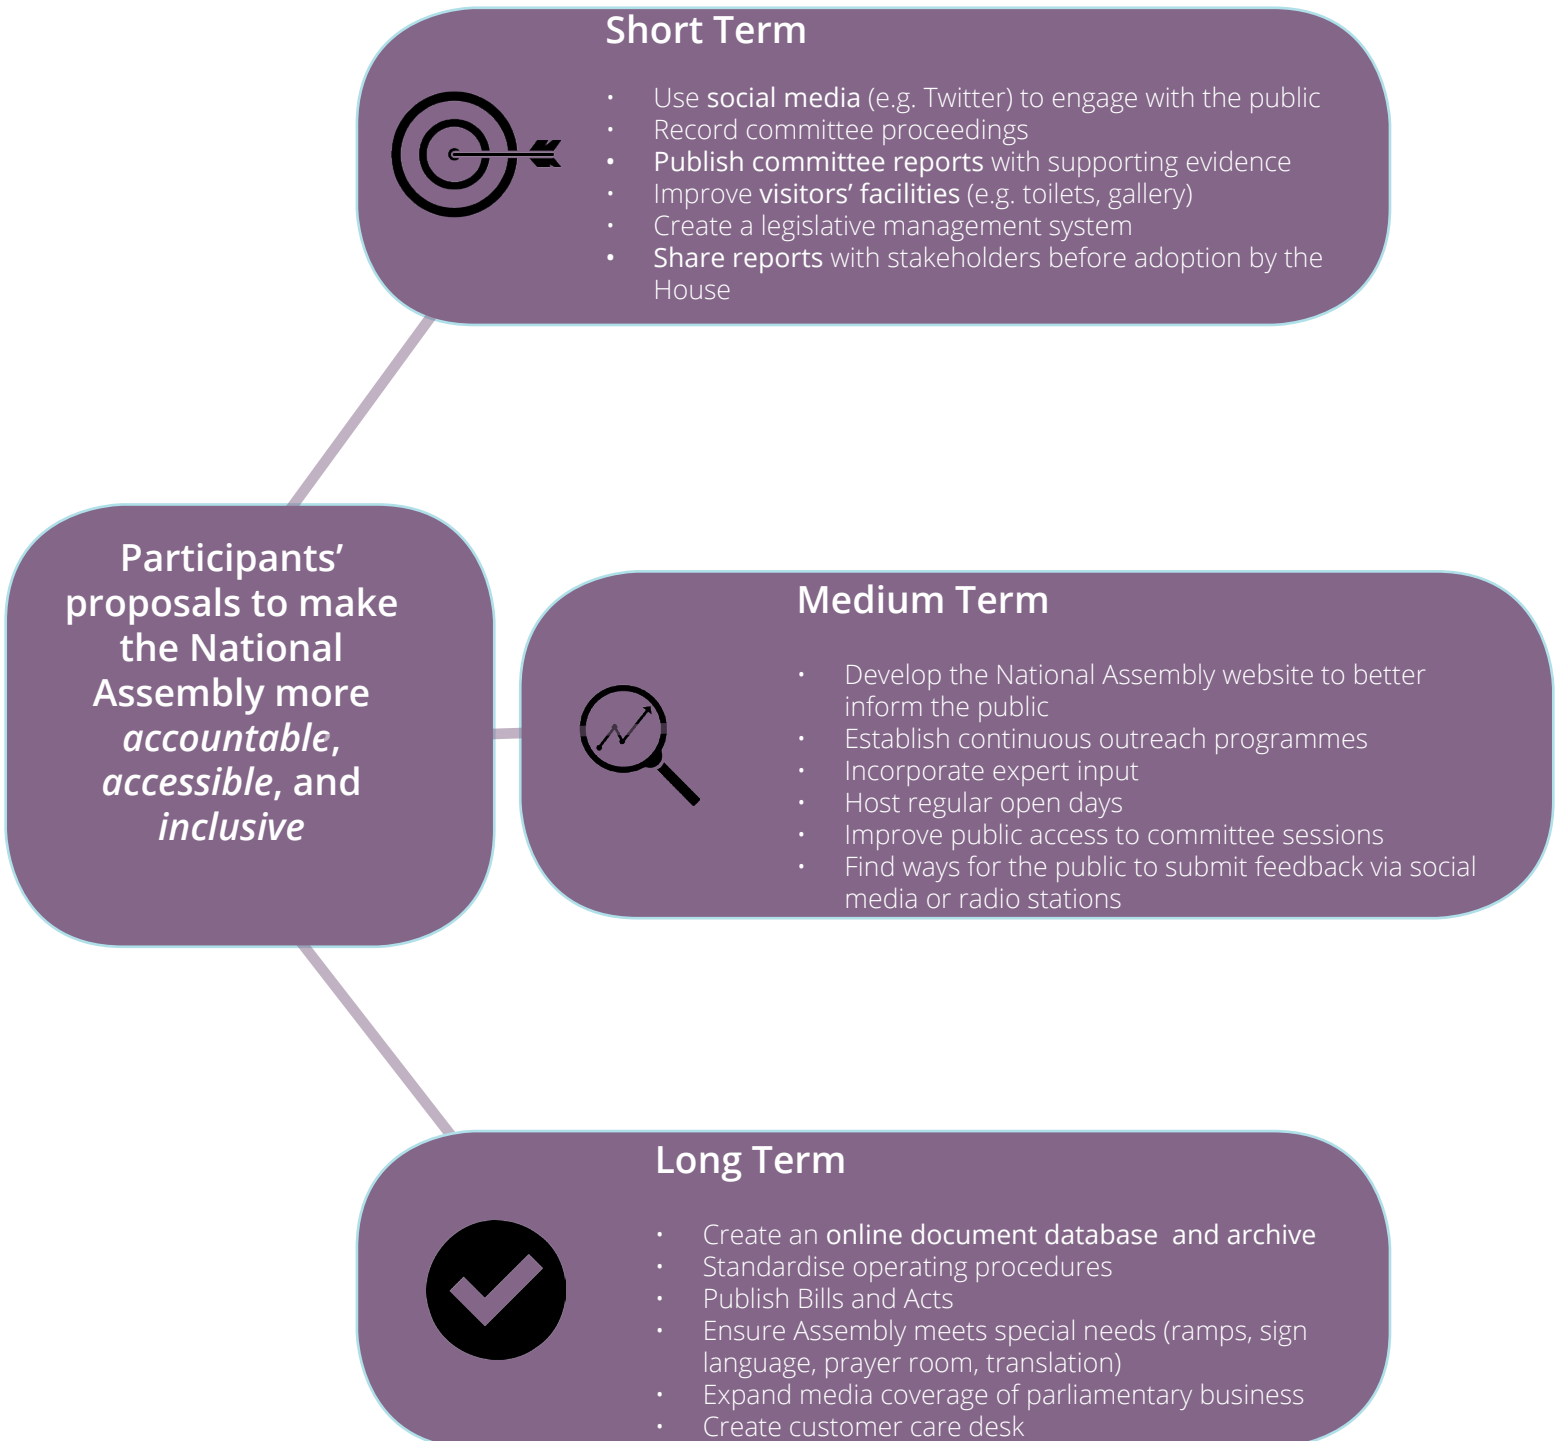 Short Term
• Use social media (e.g. Twitter) to engage with the public
• Record committee proceedings
• Publish committee reports with supporting evidence
• Improve visitors’ facilities (e.g. toilets, gallery)
• Create a legislative management system
• Share reports with stakeholders before adoption by the
House
Participants’
proposals to make
the National
Assembly more
accountable,
accessible, and
inclusive
Medium Term
• Develop the National Assembly website to better
inform the public
• Establish continuous outreach programmes
• Incorporate expert input
• Host regular open days
• Improve public access to committee sessions
• Find ways for the public to submit feedback via social
media or radio stations
Long Term
• Create an online document database  and archive
• Standardise operating procedures
• Publish Bills and Acts
• Ensure Assembly meets special needs (ramps, sign
language, prayer room, translation)
• Expand media coverage of parliamentary business
• Create customer care desk